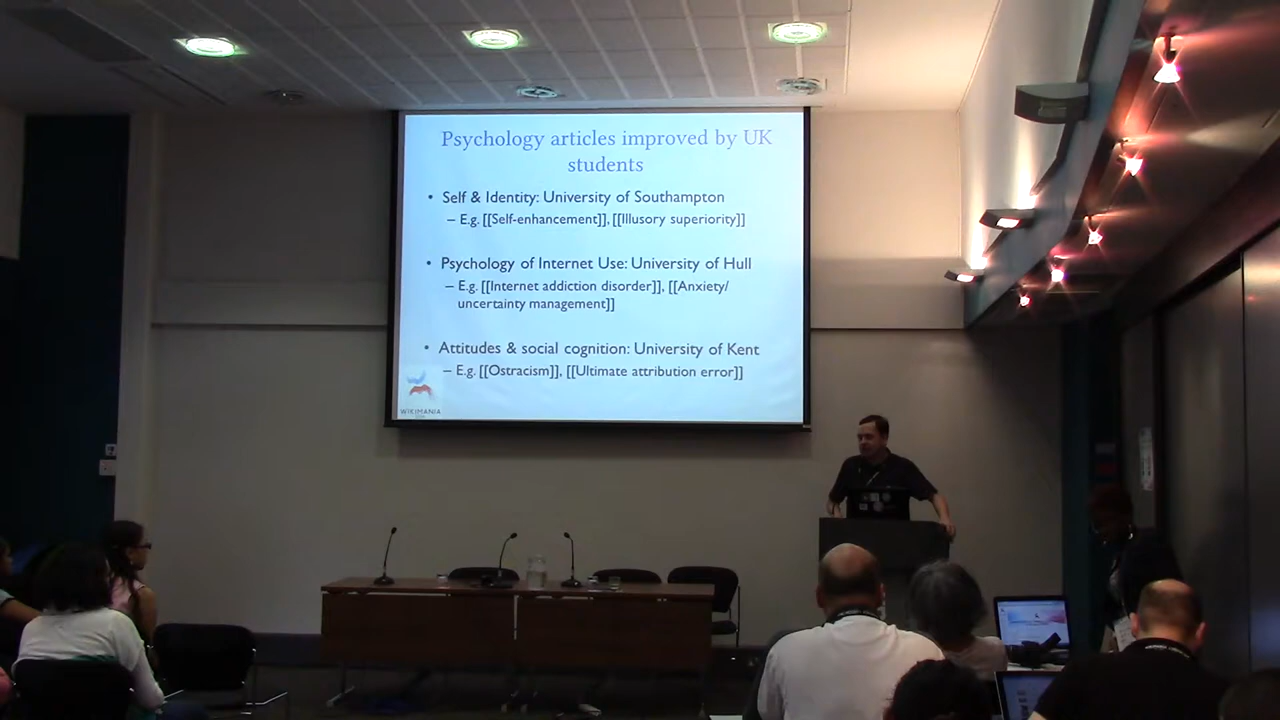 Psychology articles improved by UK
students
• Self & Identity: University of Southampton
– E.g. [[Self-enhancement]], [[Illusory superiority]]
• Psychology of Internet Use: University of Hull
– E.g. [[Internet addiction disorder]], [[Anxiety/
uncertainty management]]
• Attitudes & social cognition: University of Kent
– E.g. [[Ostracism]], [[Ultimate attribution error]]
WIKIMANIA